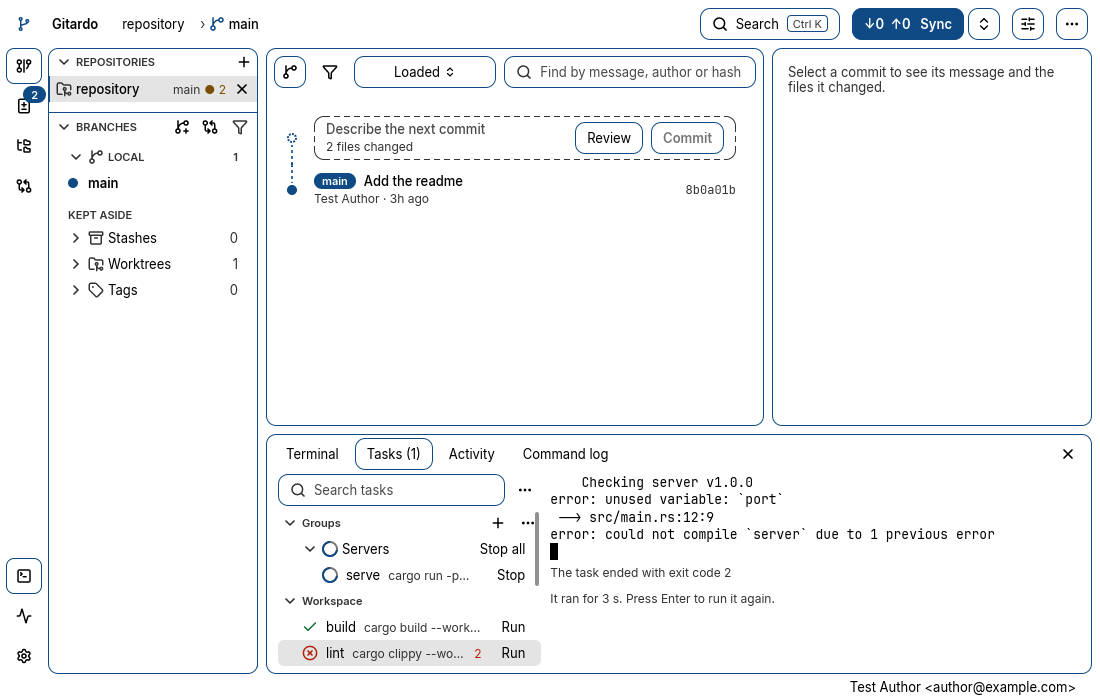 Gitardo
repository
main
Search
Ctrl K
↓0 ↑0 Sync
2
REPOSITORIES
repository
main
2
BRANCHES
LOCAL
1
main
KEPT ASIDE
Stashes
0
Worktrees
1
Tags
0
Loaded
Find by message, author or hash
Describe the next commit
2 files changed
Review
Commit
main
Add the readme
Test Author · 3h ago
8b0a01b
Select a commit to see its message and the
files it changed.
Terminal
Tasks (1)
Activity
Command log
Search tasks
Groups
Servers
Stop all
serve
cargo run -p...
Stop
Workspace
build
cargo build --work...
Run
lint
cargy clippy --wo...
2
Run
Checking server v1.0.0
error: unused variable: `port`
--> src/main.rs:12:9
error: could not compile `server` due to 1 previous error
The task ended with exit code 2
It ran for 3 s. Press Enter to run it again.
Test Author <author@example.com>